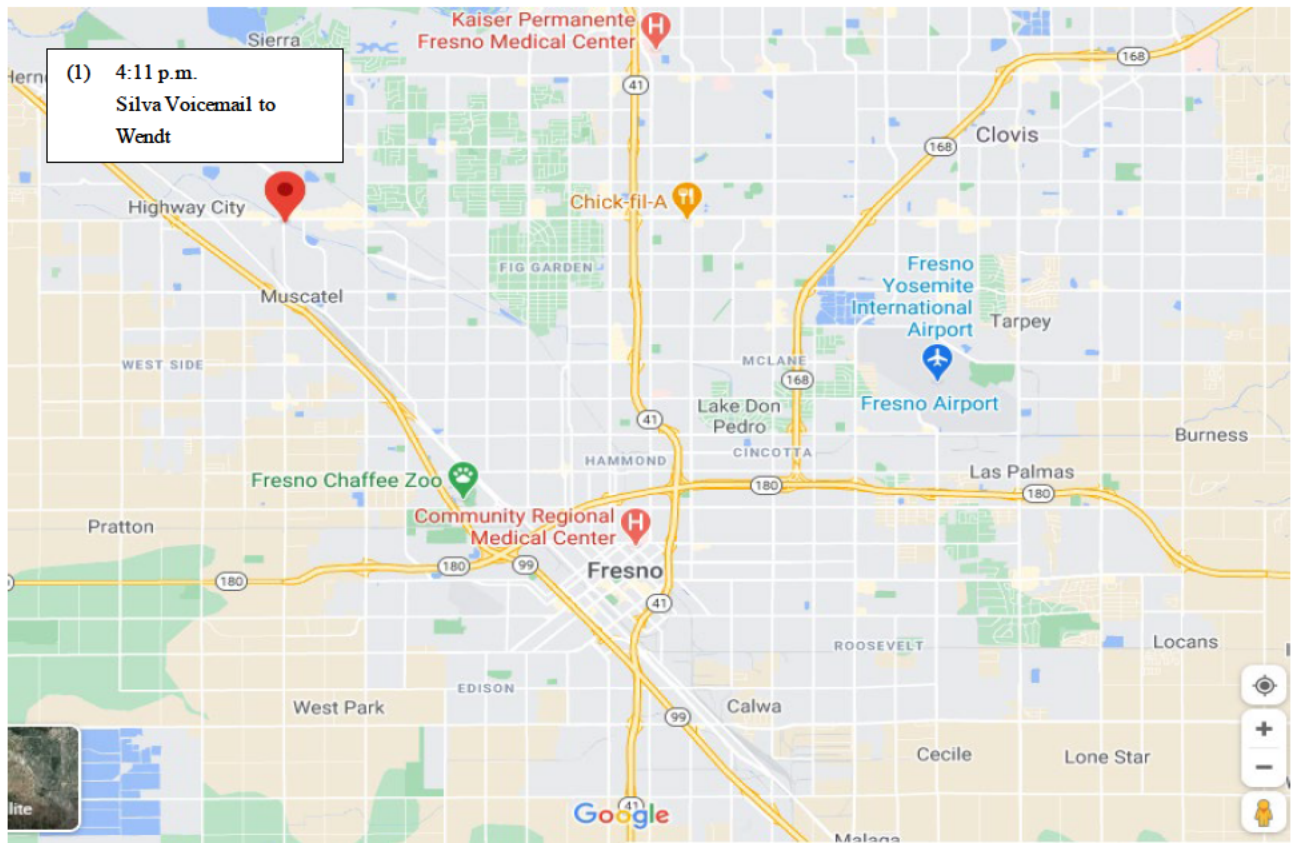 Kaiser Permanente
Fresno Medical Center
Sierra
(1) 4:11 p.m.
Silva Voicemail to
Wendt
168
41
Clovis
168
Highway City
Chick-fil-A
FIG GARDEN
Fresno
Yosemite
International
Airport
Muscatel
Tarpey
WEST SIDE
MCLANE
168
Fresno Airport
Lake Don
Pedro
41
Burness
HAMMOND
CINCOTTA
Las Palmas
Fresno Chaffee Zoo
180
180
Pratton
Community Regional
Medical Center
180
180
99
Fresno
41
ROOSEVELT
Locans
EDISON
West Park
Calwa
99
Cecile
Lone Star
lite
Google
41
Malaga